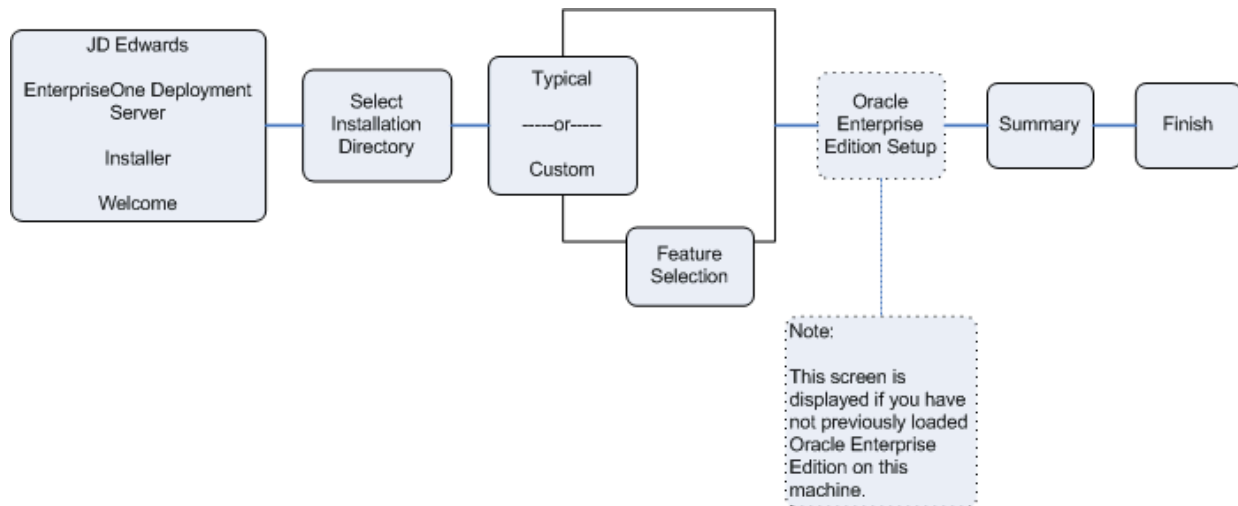 JD Edwards
EnterpriseOne Deployment
Server
Installer
Welcome
Select
Installation
Directory
Typical
-----or-----
Custom
Feature
Selection
Oracle
Enterprise
Edition Setup
Summary
Finish
Note:
This screen is
displayed if you have
not previously loaded
Oracle Enterprise
Edition on this
machine.